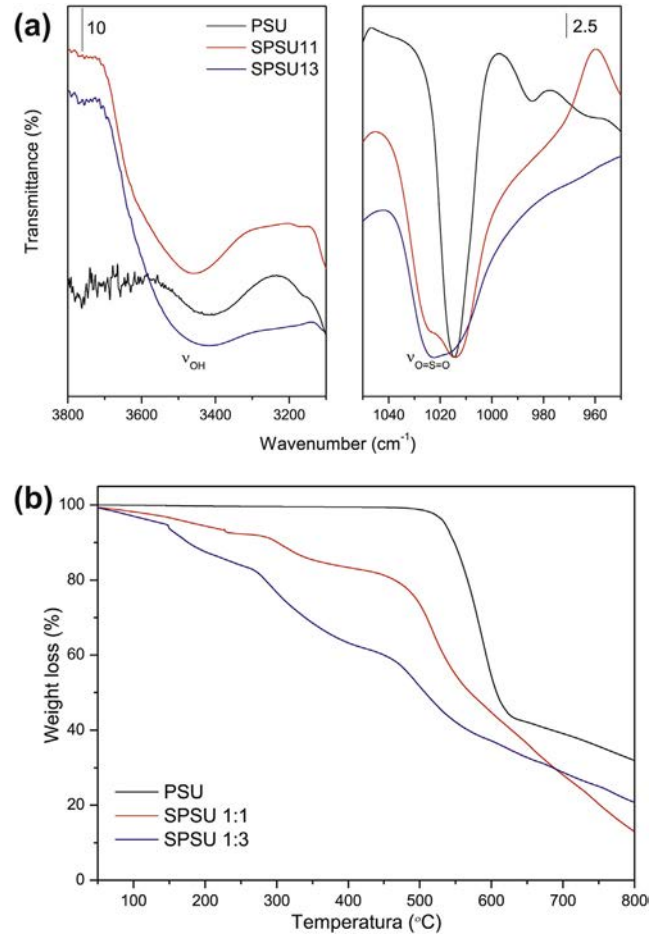 (a)
10
PSU
SPSU11
SPSU13
2.5
Transmittance (%)
νOH
νO=S=O
3800 3600 3400 3200 1040 1020 1000 980 960
Wavenumber (cm-1)
(b)
100
80
60
40
20
0
Weight loss (%)
PSU
SPSU 1:1
SPSU 1:3
100 200 300 400 500 600 700 800
Temperatura (°C)